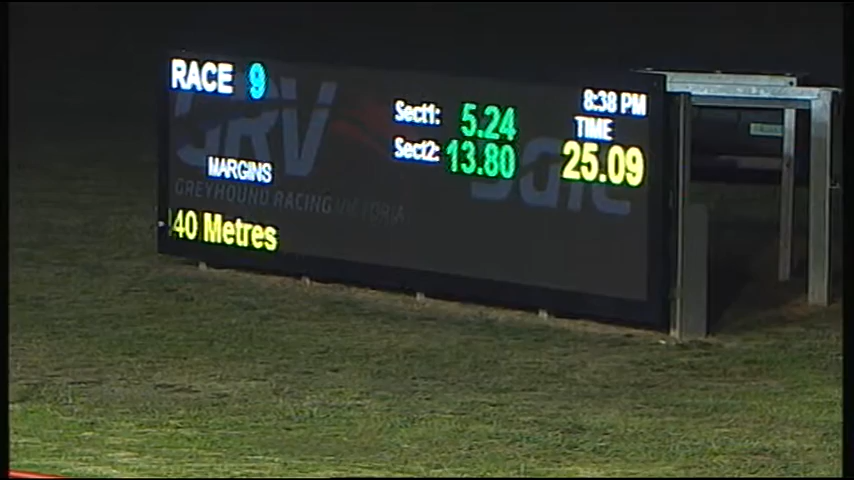 RACE 9
8:38 PM
Sect1: 5.24
TIME
Sect2: 13.80
25.09
MARGINS
GRV
GREYHOUND RACING VICTORIA
40 Metres